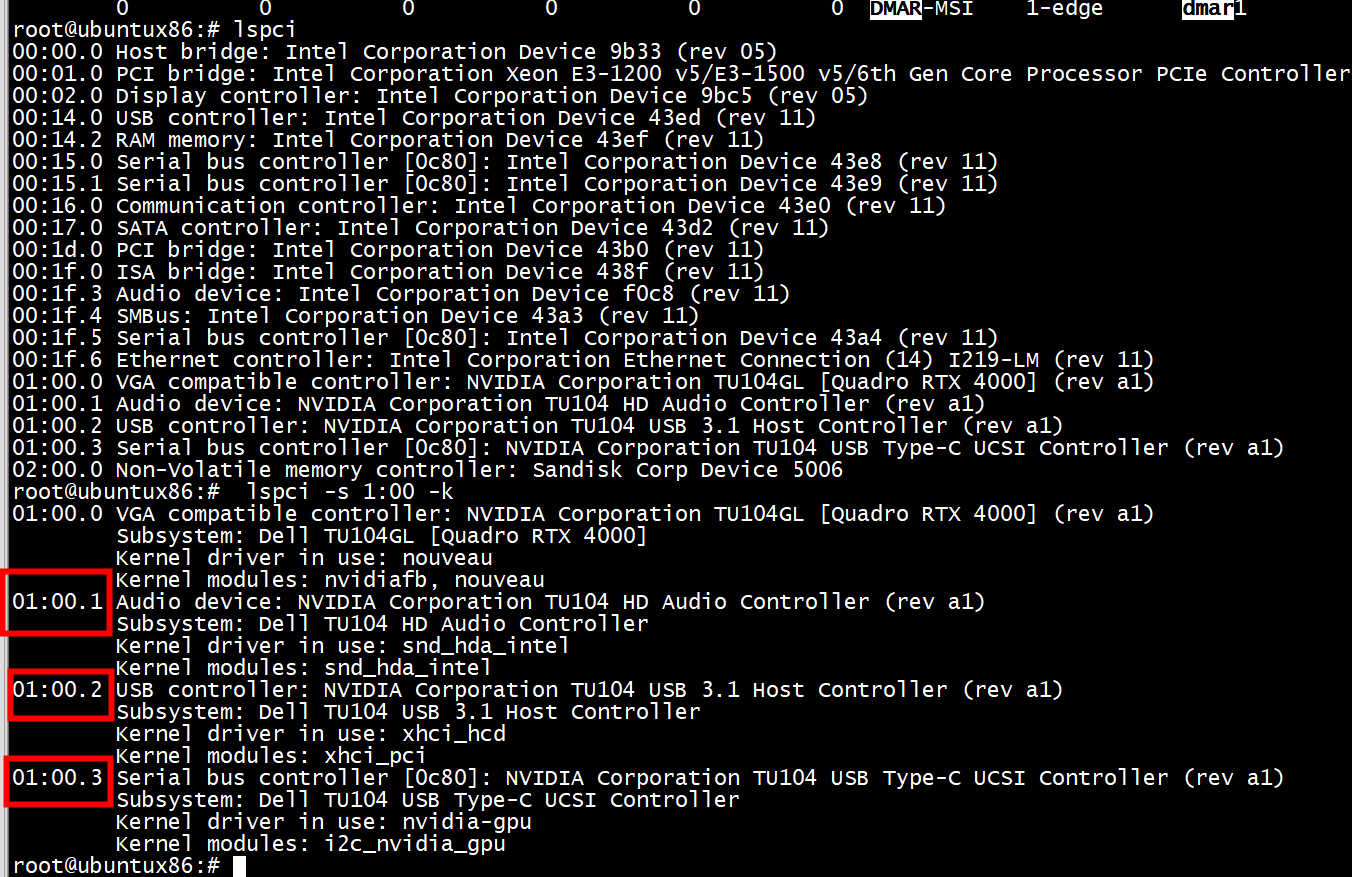 0 0 0 0 0 0 DMAR-MSI 1-edge dmar1
root@ubuntux86:# lspci
00:00.0 Host bridge: Intel Corporation Device 9b33 (rev 05)
00:01.0 PCI bridge: Intel Corporation Xeon E3-1200 v5/E3-1500 v5/6th Gen Core Processor PCIe Controller
00:02.0 Display controller: Intel Corporation Device 9bc5 (rev 05)
00:14.0 USB controller: Intel Corporation Device 43ed (rev 11)
00:14.2 RAM memory: Intel Corporation Device 43ef (rev 11)
00:15.0 Serial bus controller [0c80]: Intel Corporation Device 43e8 (rev 11)
00:15.1 Serial bus controller [0c80]: Intel Corporation Device 43e9 (rev 11)
00:16.0 Communication controller: Intel Corporation Device 43e0 (rev 11)
00:17.0 SATA controller: Intel Corporation Device 43d2 (rev 11)
00:1d.0 PCI bridge: Intel Corporation Device 43b0 (rev 11)
00:1f.0 ISA bridge: Intel Corporation Device 438f (rev 11)
00:1f.3 Audio device: Intel Corporation Device f0c8 (rev 11)
00:1f.4 SMBus: Intel Corporation Device 43a3 (rev 11)
00:1f.5 Serial bus controller [0c80]: Intel Corporation Device 43a4 (rev 11)
00:1f.6 Ethernet controller: Intel Corporation Ethernet Connection (14) I219-LM (rev 11)
01:00.0 VGA compatible controller: NVIDIA Corporation TU104GL [Quadro RTX 4000] (rev a1)
01:00.1 Audio device: NVIDIA Corporation TU104 HD Audio Controller (rev a1)
01:00.2 USB controller: NVIDIA Corporation TU104 USB 3.1 Host Controller (rev a1)
01:00.3 Serial bus controller [0c80]: NVIDIA Corporation TU104 USB Type-C UCSI Controller (rev a1)
02:00.0 Non-Volatile memory controller: Sandisk Corp Device 5006
root@ubuntux86:#  lspci -s 1:00 -k
01:00.0 VGA compatible controller: NVIDIA Corporation TU104GL [Quadro RTX 4000] (rev a1)
Subsystem: Dell TU104GL [Quadro RTX 4000]
Kernel driver in use: nouveau
Kernel modules: nvidiafb, nouveau
01:00.1 Audio device: NVIDIA Corporation TU104 HD Audio Controller (rev a1)
Subsystem: Dell TU104 HD Audio Controller
Kernel driver in use: snd_hda_intel
Kernel modules: snd_hda_intel
01:00.2 USB controller: NVIDIA Corporation TU104 USB 3.1 Host Controller (rev a1)
Subsystem: Dell TU104 USB 3.1 Host Controller
Kernel driver in use: xhci_hcd
Kernel modules: xhci_pci
01:00.3 Serial bus controller [0c80]: NVIDIA Corporation TU104 USB Type-C UCSI Controller (rev a1)
Subsystem: Dell TU104 USB Type-C UCSI Controller
Kernel driver in use: nvidia-gpu
Kernel modules: i2c_nvidia_gpu
root@ubuntux86:#